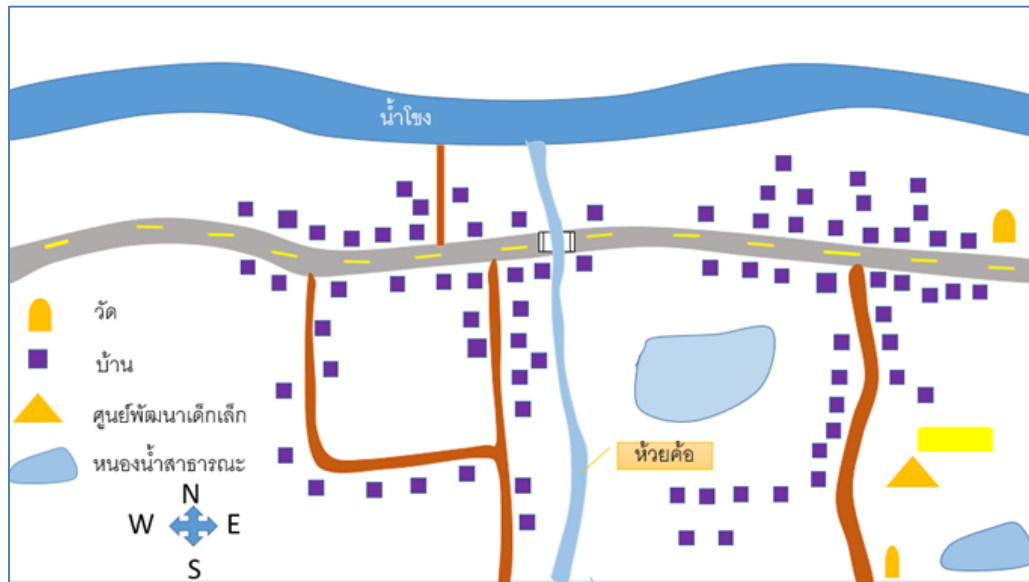 น้ำโขง
วัด
บ้าน
ศูนย์พัฒนาเด็กเล็ก
หนองน้ำสาธารณะ
ห้วยค้อ
N
W E
S